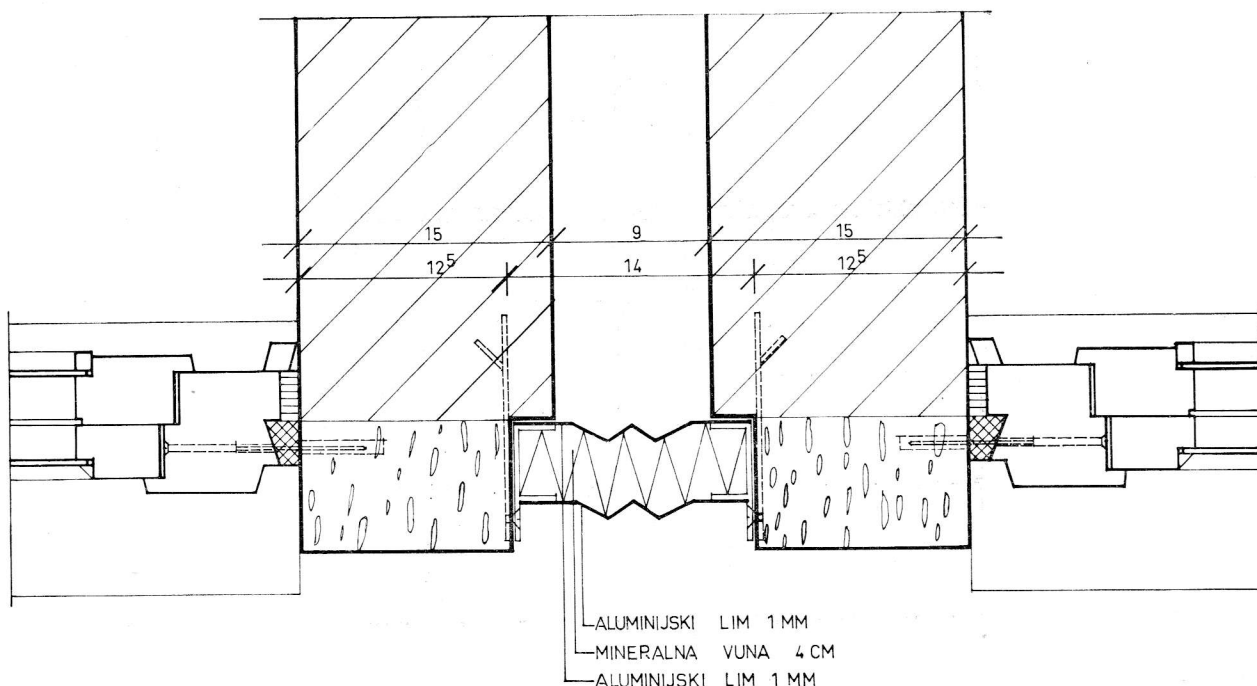 15 9 15
12⁵ 14 12⁵
ALUMINIJSKI LIM 1 MM
MINERALNA VUNA 4 CM
ALUMINIJSKI LIM 1 MM